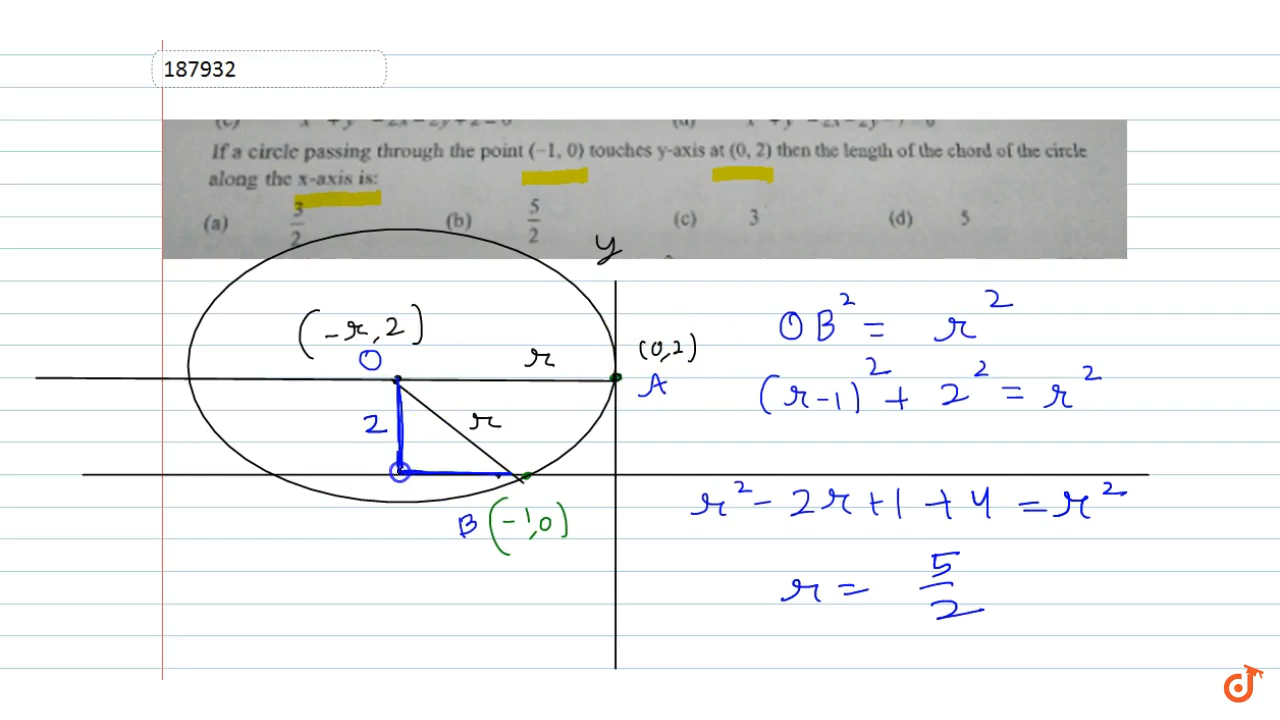 187932
If a circle passing through the point (−1, 0) touches y-axis at (0, 2) then the length of the chord of the circle
along the x-axis is:
(a) 3/2 (b) 5/2 (c) 3 (d) 5
y
(-r, 2)
O
r
(0,2)
A
2
r
B (-1,0)
OB² = r²
(r-1)² + 2² = r²
r² - 2r + 1 + 4 = r²
r = 5/2